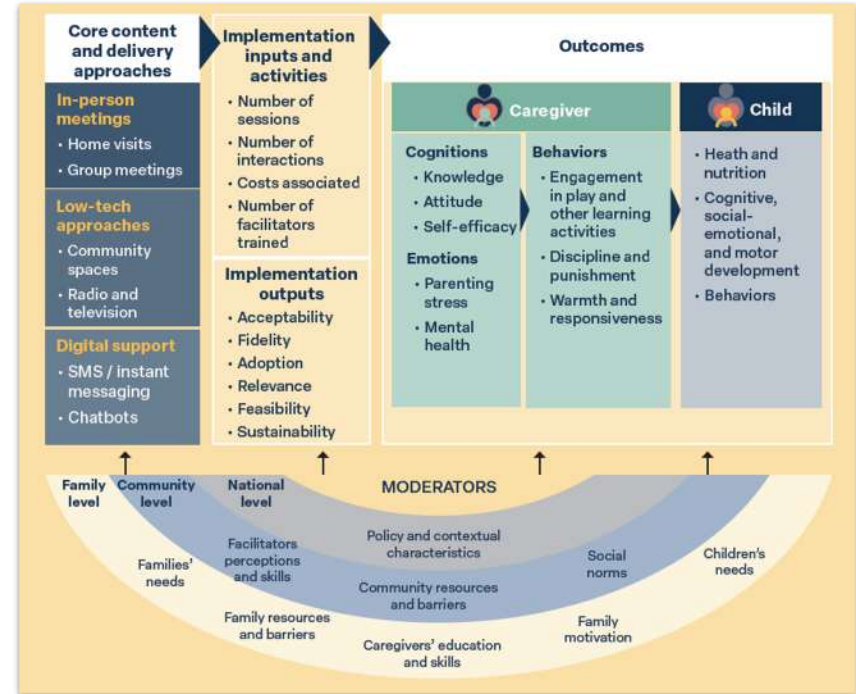 Core content
and delivery
approaches
In-person
meetings
• Home visits
• Group meetings
Low-tech
approaches
• Community
spaces
• Radio and
television
Digital support
• SMS / instant
messaging
• Chatbots
Implementation
inputs and
activities
• Number of
sessions
• Number of
interactions
• Costs associated
• Number of
facilitators
trained
Implementation
outputs
• Acceptability
• Fidelity
• Adoption
• Relevance
• Feasibility
• Sustainability
Outcomes
Caregiver
Cognitions
• Knowledge
• Attitude
• Self-efficacy
Emotions
• Parenting
stress
• Mental
health
Behaviors
• Engagement
in play and
other learning
activities
• Discipline and
punishment
• Warmth and
responsiveness
Child
• Heath and
nutrition
• Cognitive,
social-
emotional,
and motor
development
• Behaviors
MODERATORS
Family
level
Community
level
National
level
Families'
needs
Facilitators
perceptions
and skills
Policy and contextual
characteristics
Social
norms
Children's
needs
Family resources
and barriers
Community resources
and barriers
Caregivers' education
and skills
Family
motivation